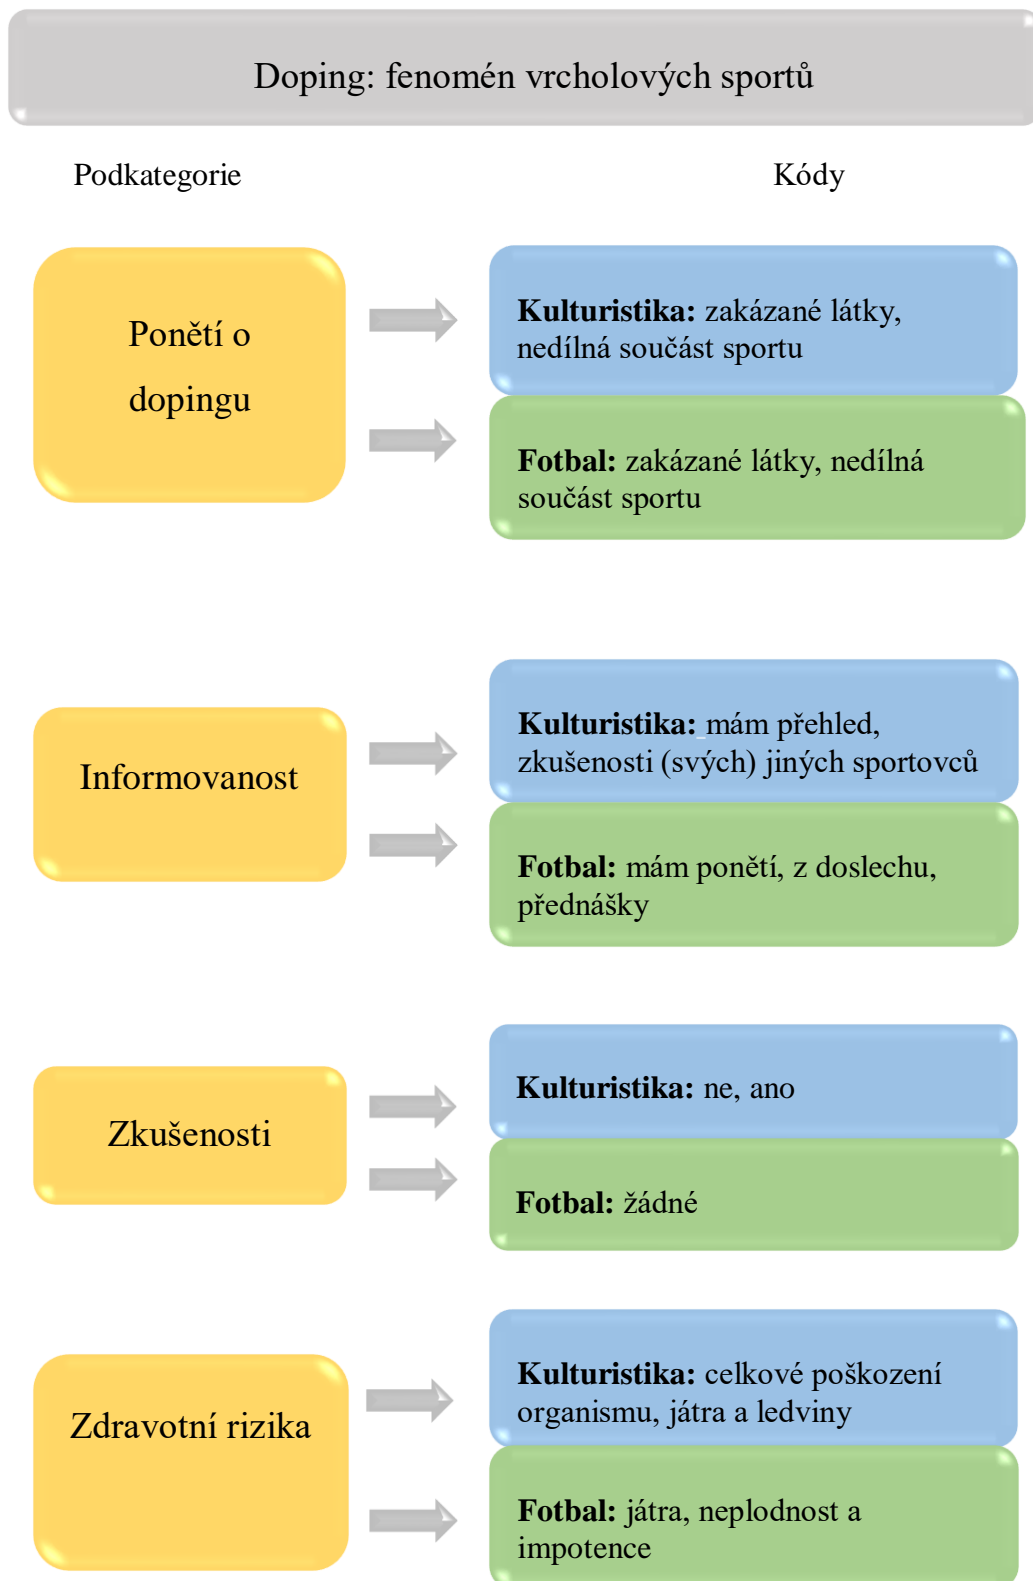 Doping: fenomén vrcholových sportů
Podkategorie
Kódy
Ponětí o
dopingu
Kulturistika: zakázané látky,
nedílná součást sportu
Fotbal: zakázané látky, nedílná
součást sportu
Informovanost
Kulturistika: mám přehled,
zkušenosti (svých) jiných sportovců
Fotbal: mám ponětí, z doslechu,
přednášky
Zkušenosti
Kulturistika: ne, ano
Fotbal: žádné
Zdravotní rizika
Kulturistika: celkové poškození
organismu, játra a ledviny
Fotbal: játra, neplodnost a
impotence